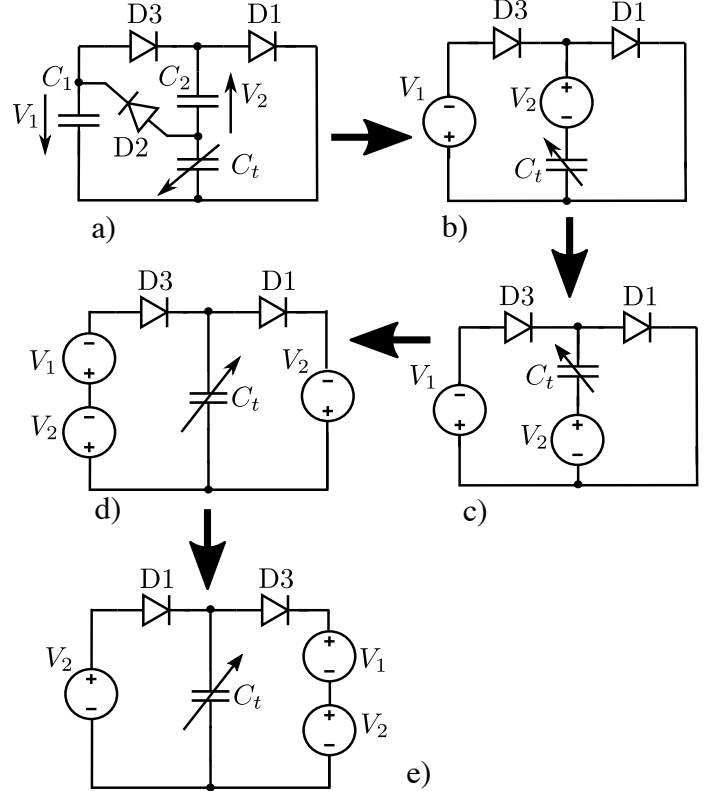 D3 D1
C₁ C₂
V₁ V₂
D2 Cₜ
a)
D3 D1
V₁ − +
V₂ + −
Cₜ
b)
D3 D1
V₁ − +
Cₜ
V₂ + −
c)
D3 D1
V₁ − +
V₂ − +
Cₜ
V₂ − +
d)
D1 D3
V₂ + −
Cₜ
V₁ + −
V₂ + −
e)